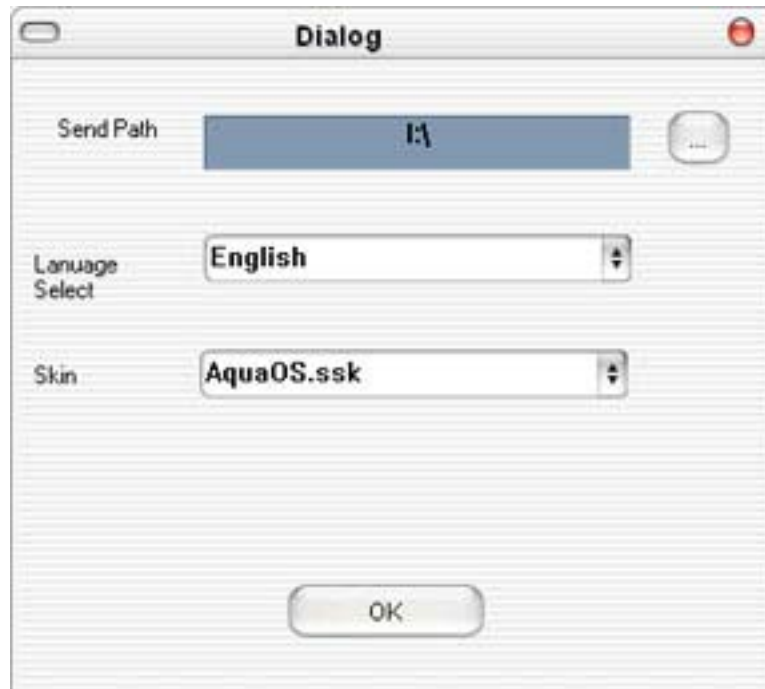 Dialog
Send Path
I:\
...
Lanuage
Select
English
Skin
AquaOS.ssk
OK